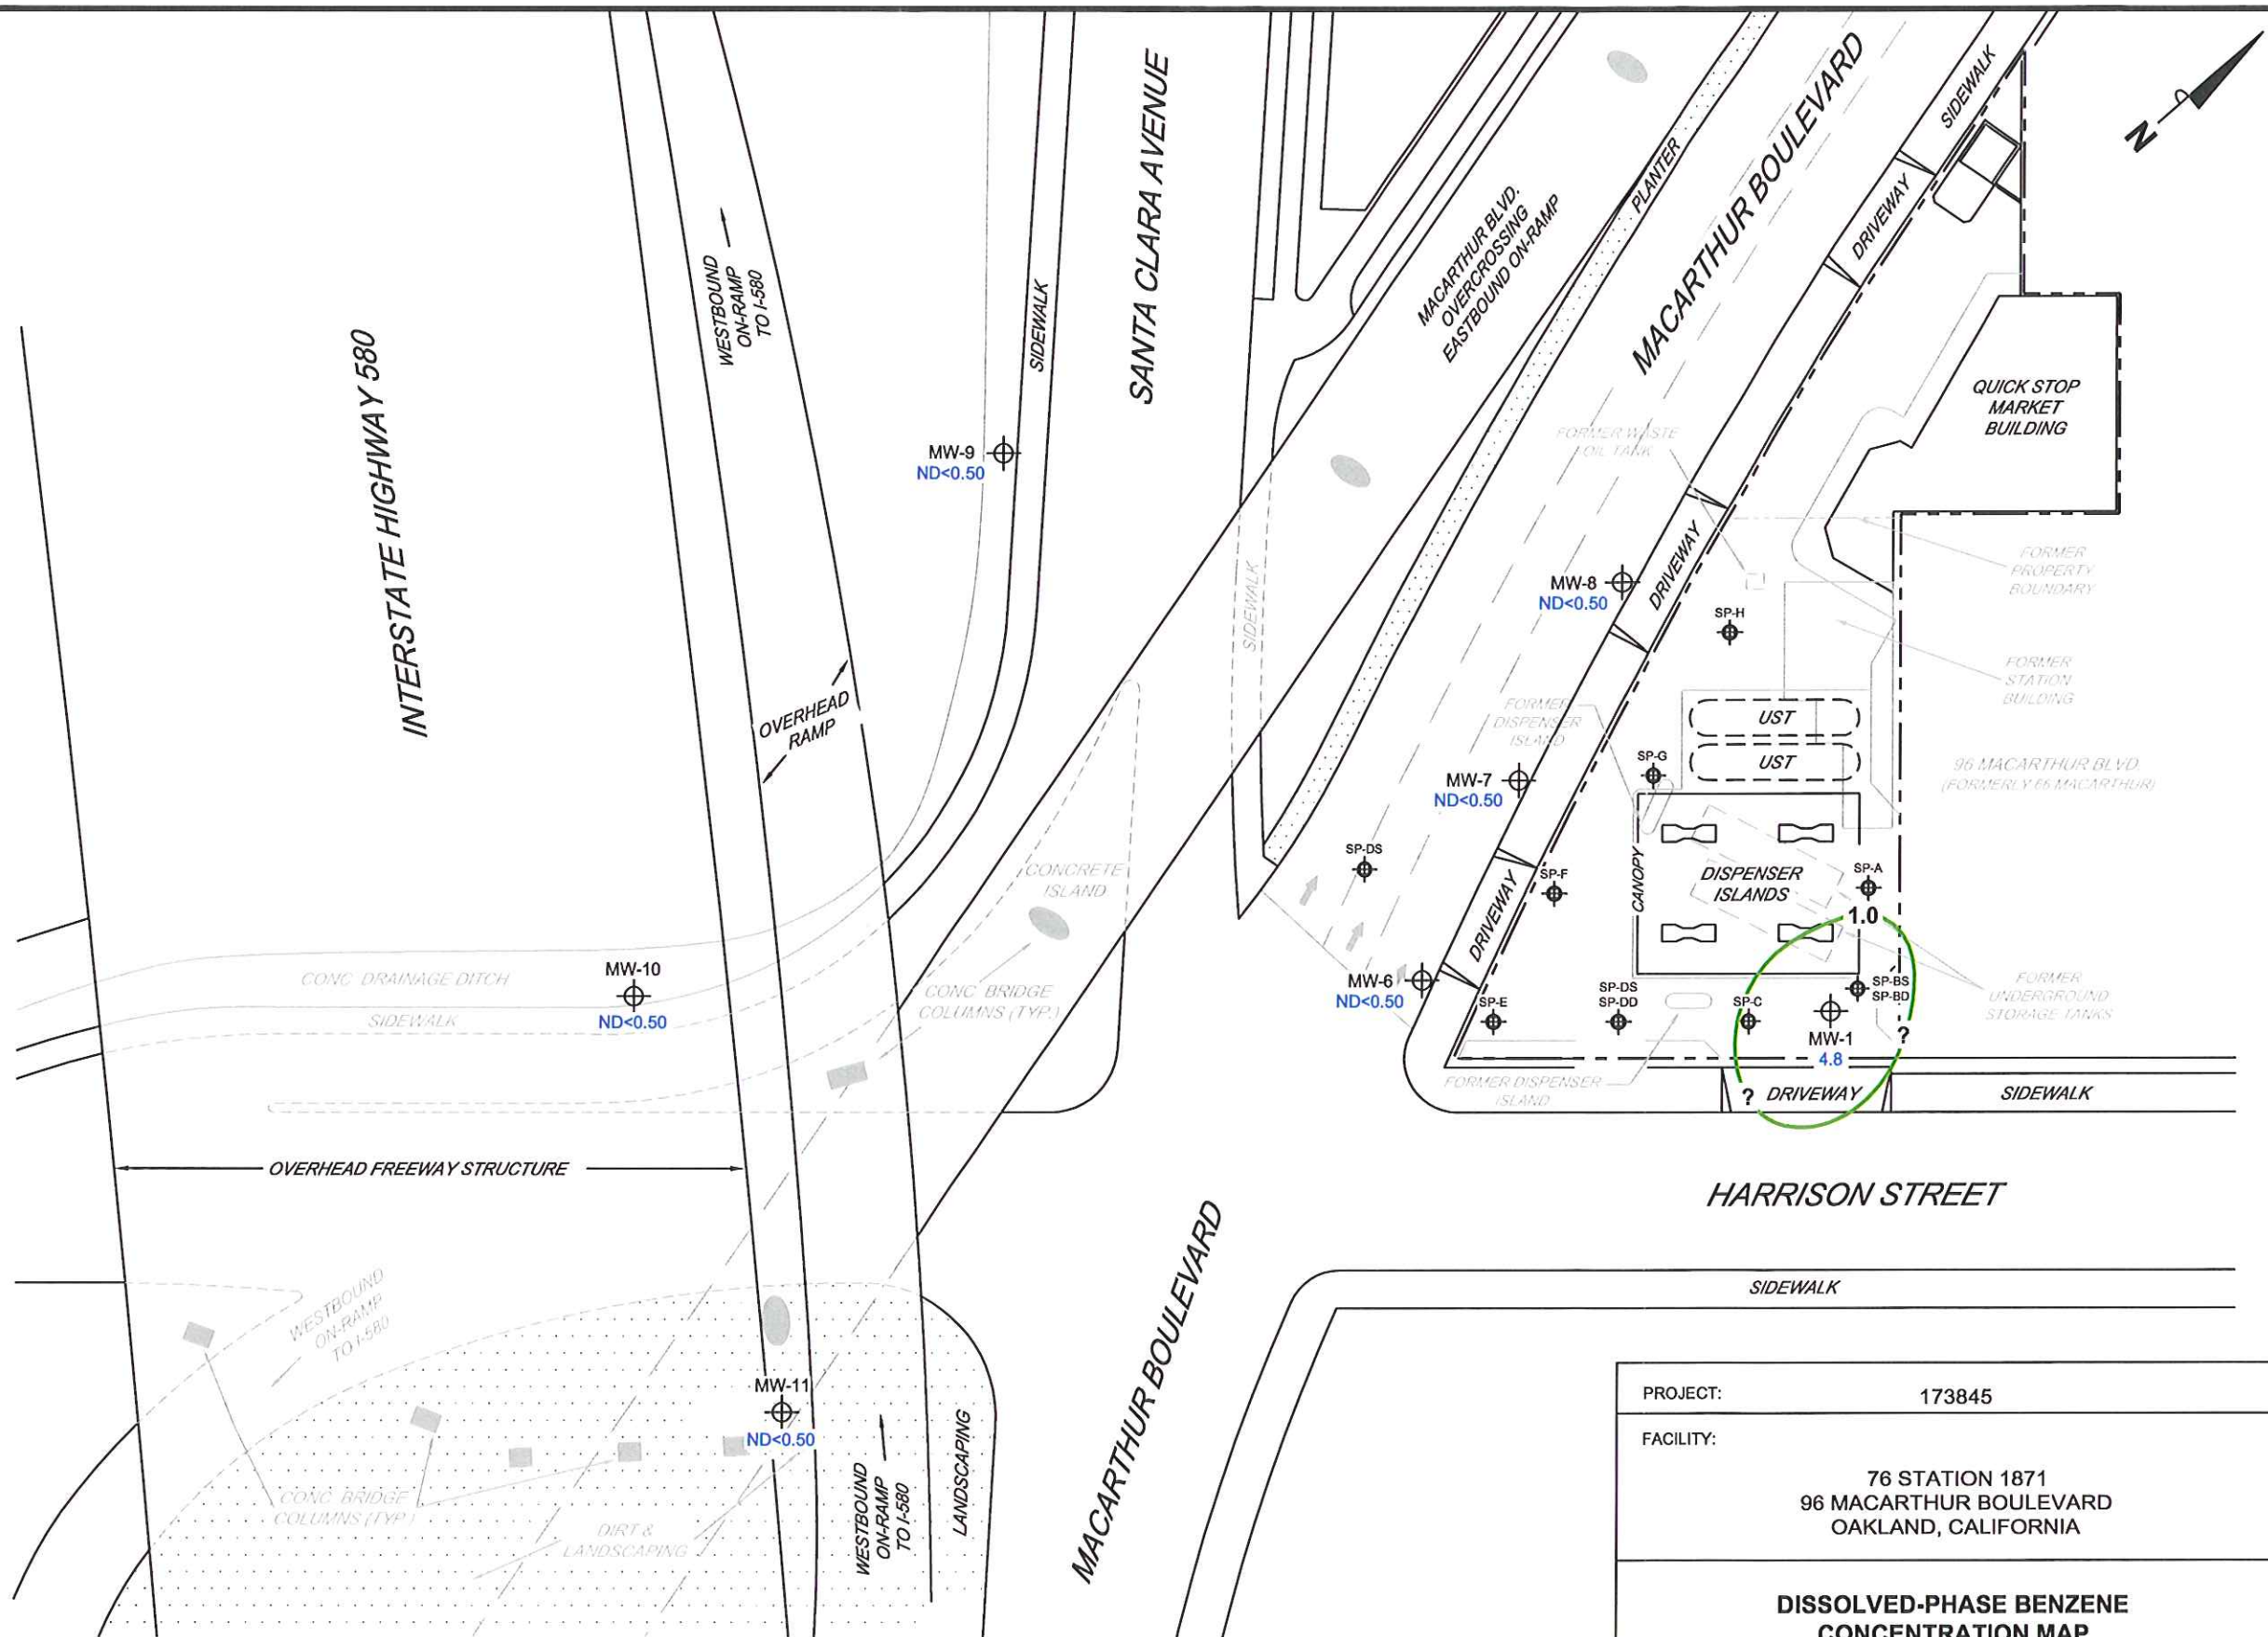 SANTA CLARA AVENUE
MACARTHUR BOULEVARD
SIDEWALK
N
WESTBOUND
ON-RAMP
TO I-580
SIDEWALK
MACARTHUR BLVD.
OVERCROSSING
EASTBOUND ON-RAMP
PLANTER
DRIVEWAY
INTERSTATE HIGHWAY 580
QUICK STOP
MARKET
BUILDING
MW-9
ND<0.50
FORMER WASTE
OIL TANK
SIDEWALK
MW-8
ND<0.50
DRIVEWAY
FORMER
PROPERTY
BOUNDARY
SP-H
FORMER
STATION
BUILDING
OVERHEAD
RAMP
FORMER
DISPENSER
ISLAND
UST
UST
SP-G
MW-7
ND<0.50
96 MACARTHUR BLVD
(FORMERLY 66 MACARTHUR)
CONCRETE
ISLAND
SP-DS
SP-F
CANOPY
DISPENSER
ISLANDS
SP-A
1.0
DRIVEWAY
CONC DRAINAGE DITCH
MW-10
ND<0.50
SIDEWALK
CONC BRIDGE
COLUMNS (TYP.)
MW-6
ND<0.50
SP-E
SP-DS
SP-DD
SP-C
SP-BS
SP-BD
FORMER
UNDERGROUND
STORAGE TANKS
MW-1
4.8
?
FORMER DISPENSER
ISLAND
? DRIVEWAY
SIDEWALK
OVERHEAD FREEWAY STRUCTURE
HARRISON STREET
MACARTHUR BOULEVARD
SIDEWALK
WESTBOUND
ON-RAMP
TO I-580
MW-11
ND<0.50
WESTBOUND
ON-RAMP
TO I-580
LANDSCAPING
CONC BRIDGE
COLUMNS (TYP.)
DIRT &
LANDSCAPING
PROJECT: 173845
FACILITY:
76 STATION 1871
96 MACARTHUR BOULEVARD
OAKLAND, CALIFORNIA
DISSOLVED-PHASE BENZENE
CONCENTRATION MAP